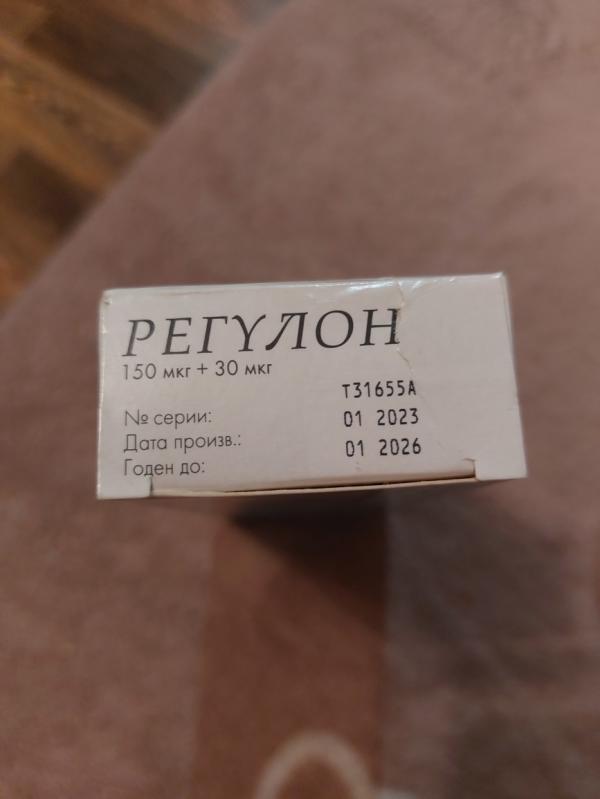 РЕГУЛОН
150 мкг + 30 мкг
T31655A
№ серии: 01 2023
Дата произв.: 01 2026
Годен до: